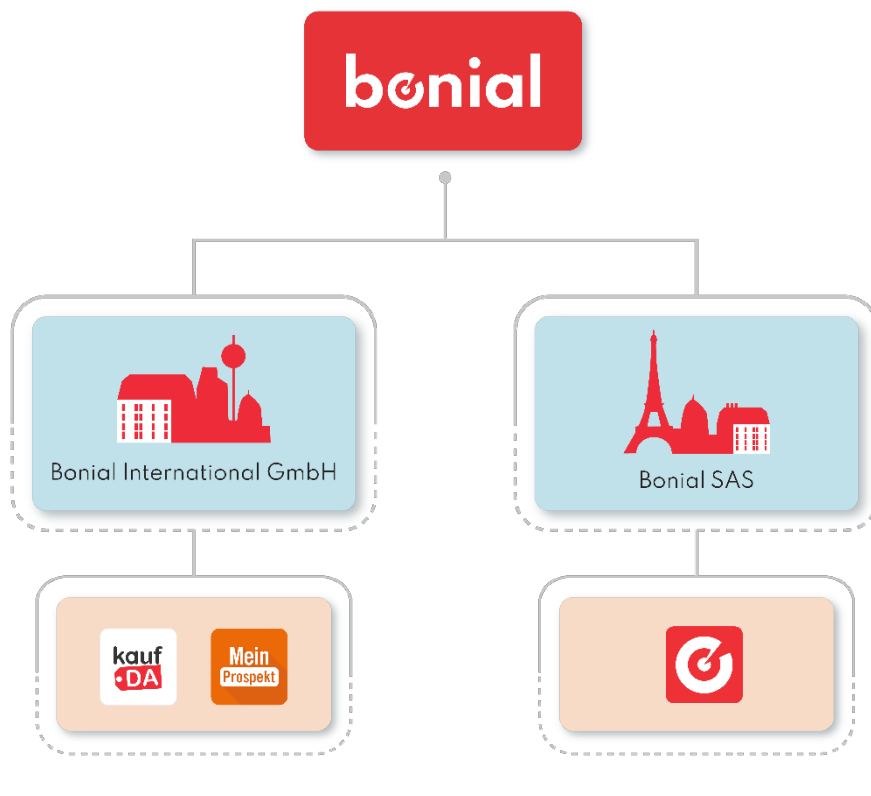 bonial
Bonial International GmbH
Bonial SAS
kauf
DA
Mein
Prospekt